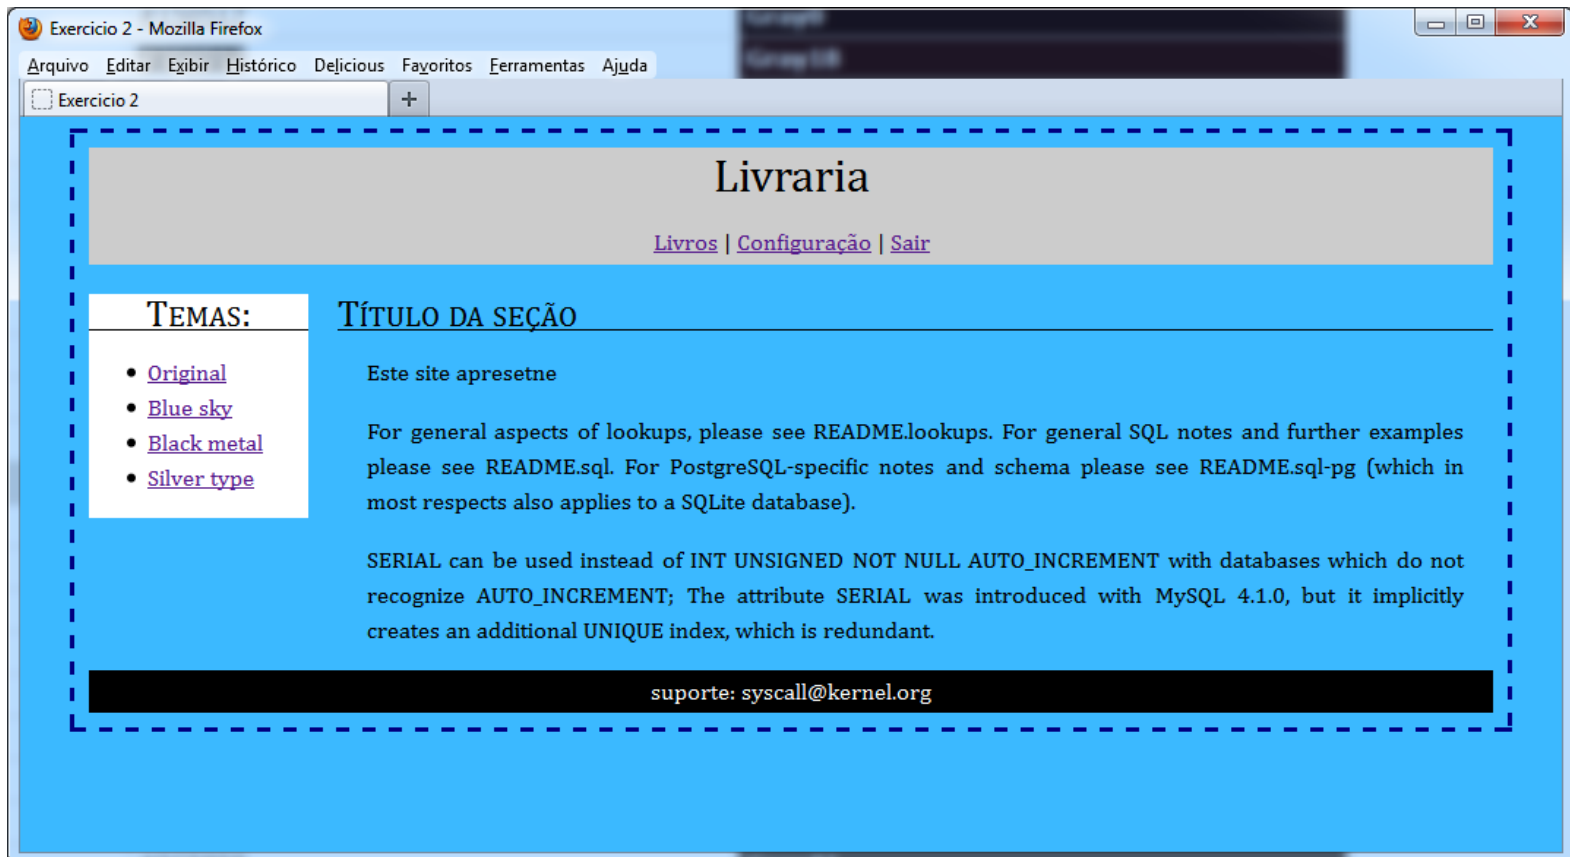 Exercicio 2 - Mozilla Firefox
Gray18
Arquivo Editar Exibir Histórico Delicious Favoritos Ferramentas Ajuda
Exercicio 2
Livraria
Livros | Configuração | Sair
Temas:
Original
Blue sky
Black metal
Silver type
Título da seção
Este site apresetne
For general aspects of lookups, please see README.lookups. For general SQL notes and further examples
please see README.sql. For PostgreSQL-specific notes and schema please see README.sql-pg (which in
most respects also applies to a SQLite database).
SERIAL can be used instead of INT UNSIGNED NOT NULL AUTO_INCREMENT with databases which do not
recognize AUTO_INCREMENT; The attribute SERIAL was introduced with MySQL 4.1.0, but it implicitly
creates an additional UNIQUE index, which is redundant.
suporte: syscall@kernel.org